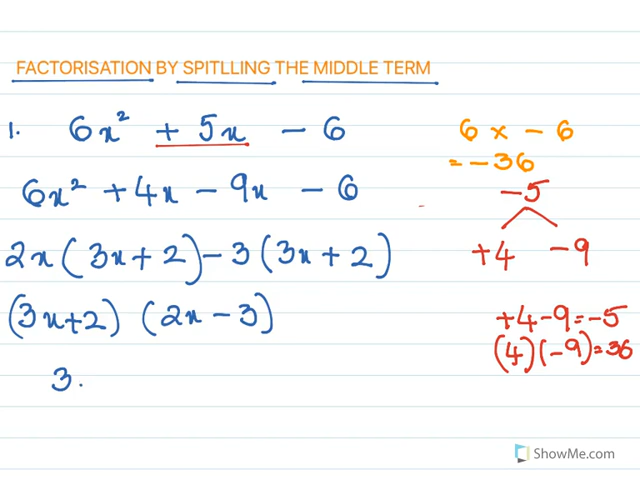 FACTORISATION BY SPITLLING THE MIDDLE TERM
1. 6x² + 5x - 6
6x² + 4x - 9x - 6
2x(3x+2)-3(3x+2)
(3x+2) (2x-3)
3.
6 x - 6
= -36
-5
+4 -9
+4-9=-5
(4)(-9)=36
ShowMe.com